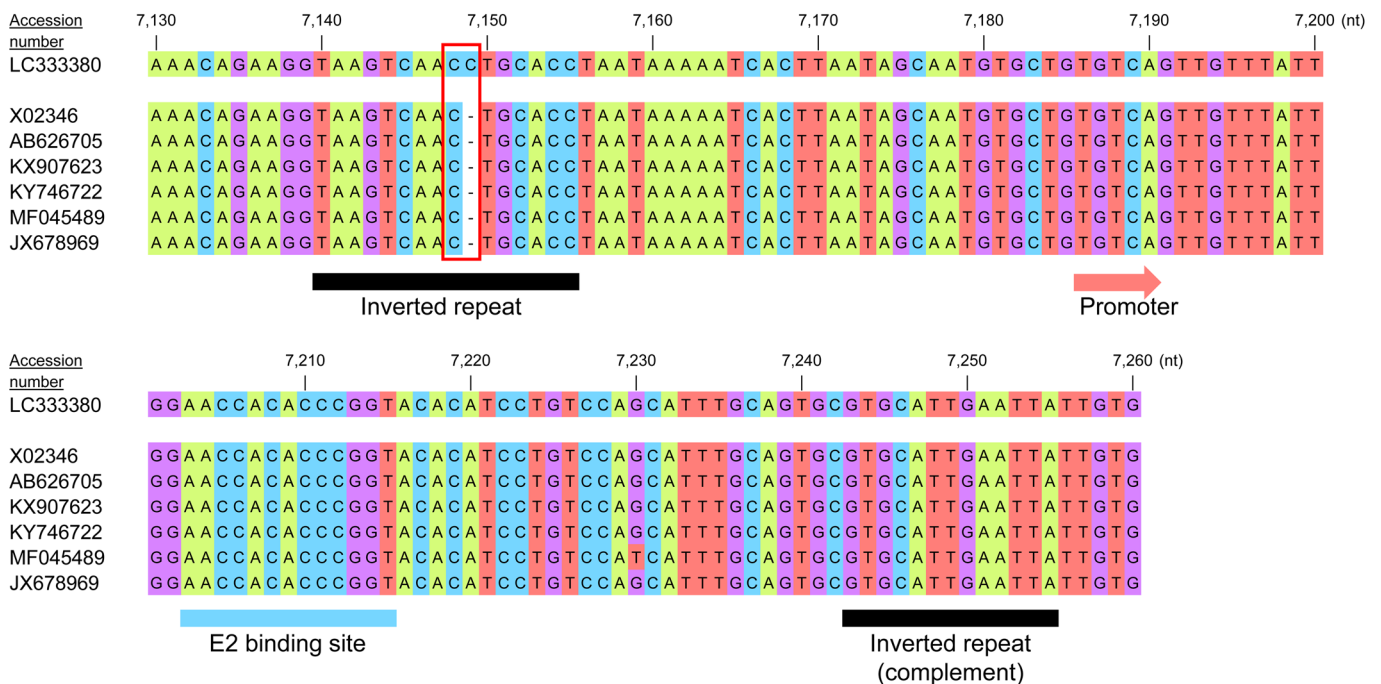 Accession
number
7,130 7,140 7,150 7,160 7,170 7,180 7,190 7,200 (nt)
LC333380 AAACAGAAGGTAAGTCAACCTGCACCTAATAAAAATCACTTAATAGCAATGTGCTGTGTCAGTTGTTTATT
X02346 AAACAGAAGGTAAGTCAAC-TGCACCTAATAAAAATCACTTAATAGCAATGTGCTGTGTCAGTTGTTTATT
AB626705 AAACAGAAGGTAAGTCAAC-TGCACCTAATAAAAATCACTTAATAGCAATGTGCTGTGTCAGTTGTTTATT
KX907623 AAACAGAAGGTAAGTCAAC-TGCACCTAATAAAAATCACTTAATAGCAATGTGCTGTGTCAGTTGTTTATT
KY746722 AAACAGAAGGTAAGTCAAC-TGCACCTAATAAAAATCACTTAATAGCAATGTGCTGTGTCAGTTGTTTATT
MF045489 AAACAGAAGGTAAGTCAAC-TGCACCTAATAAAAATCACTTAATAGCAATGTGCTGTGTCAGTTGTTTATT
JX678969 AAACAGAAGGTAAGTCAAC-TGCACCTAATAAAAATCACTTAATAGCAATGTGCTGTGTCAGTTGTTTATT
Inverted repeat Promoter
Accession
number
7,210 7,220 7,230 7,240 7,250 7,260 (nt)
LC333380 GGAACCACACCCGGTACACATCCTGTCCAGCATTTGCAGTGCGTGCATTGAATTATTGTG
X02346 GGAACCACACCCGGTACACATCCTGTCCAGCATTTGCAGTGCGTGCATTGAATTATTGTG
AB626705 GGAACCACACCCGGTACACATCCTGTCCAGCATTTGCAGTGCGTGCATTGAATTATTGTG
KX907623 GGAACCACACCCGGTACACATCCTGTCCAGCATTTGCAGTGCGTGCATTGAATTATTGTG
KY746722 GGAACCACACCCGGTACACATCCTGTCCAGCATTTGCAGTGCGTGCATTGAATTATTGTG
MF045489 GGAACCACACCCGGTACACATCCTGTCCATCATTTGCAGTGCGTGCATTGAATTATTGTG
JX678969 GGAACCACACCCGGTACACATCCTGTCCAGCATTTGCAGTGCGTGCATTGAATTATTGTG
E2 binding site Inverted repeat
(complement)